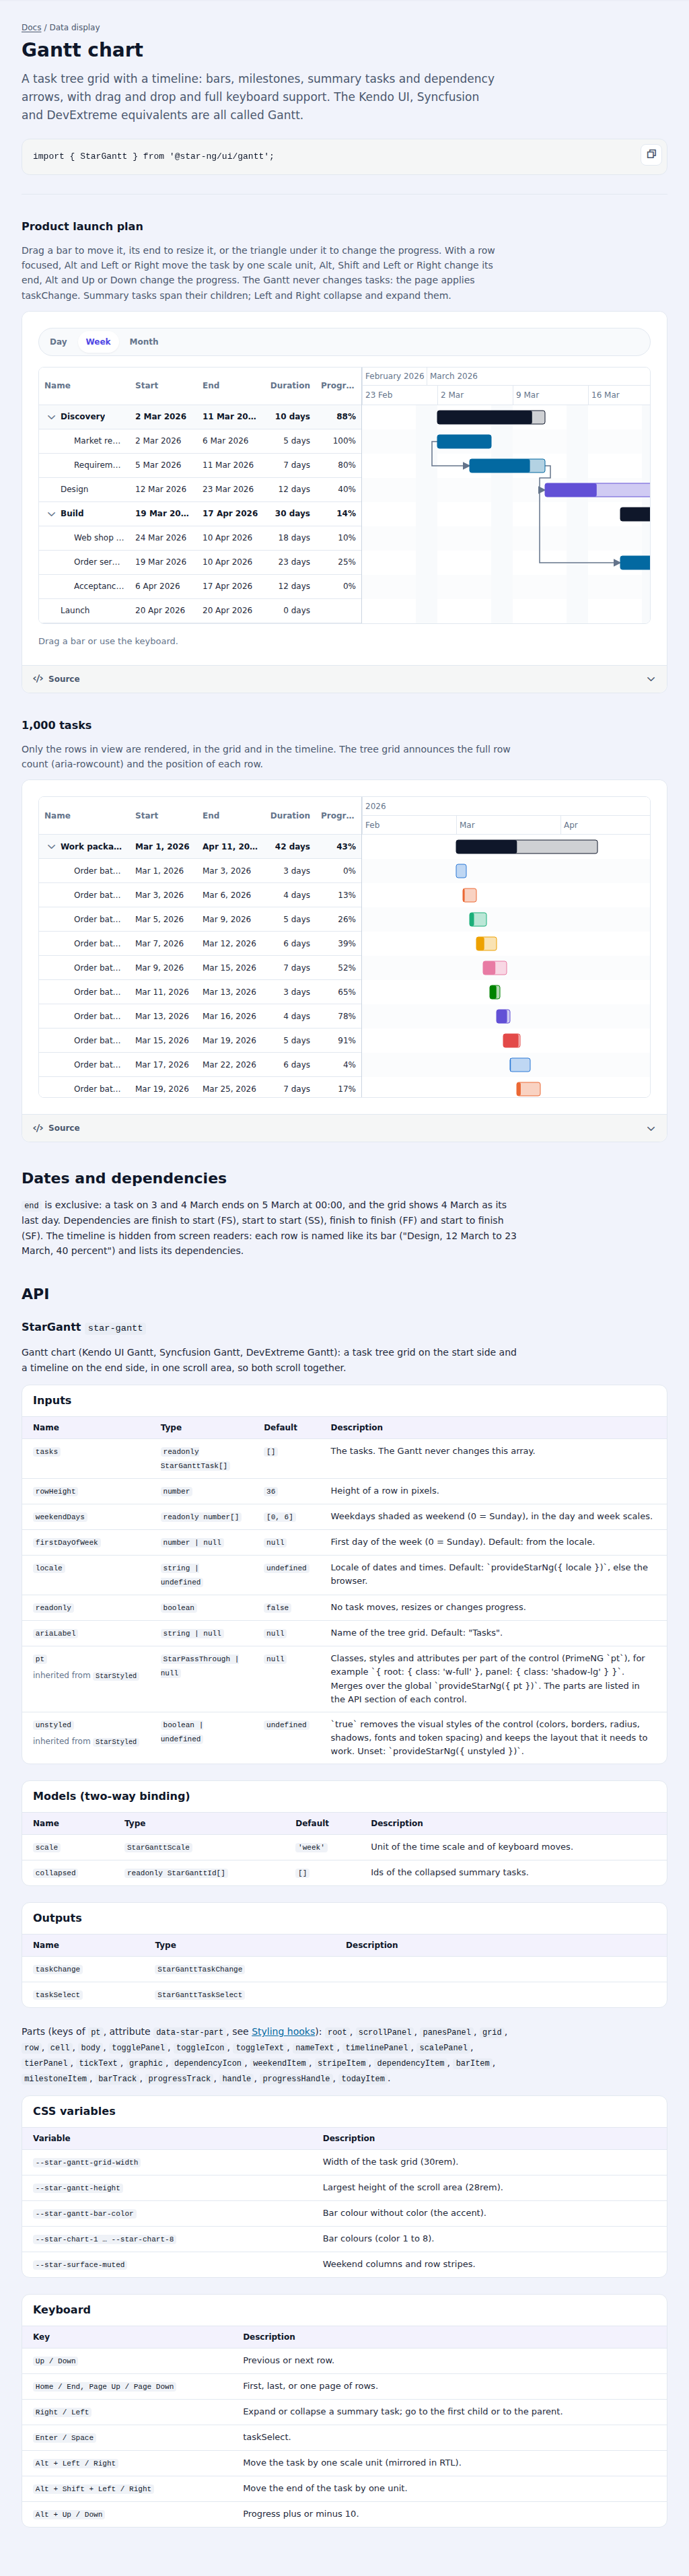 Docs / Data display
Gantt chart
A task tree grid with a timeline: bars, milestones, summary tasks and dependency
arrows, with drag and drop and full keyboard support. The Kendo UI, Syncfusion
and DevExtreme equivalents are all called Gantt.
import { StarGantt } from '@star-ng/ui/gantt';
Product launch plan
Drag a bar to move it, its end to resize it, or the triangle under it to change the progress. With a row
focused, Alt and Left or Right move the task by one scale unit, Alt, Shift and Left or Right change its
end, Alt and Up or Down change the progress. The Gantt never changes tasks: the page applies
taskChange. Summary tasks span their children; Left and Right collapse and expand them.
Day Week Month
Name Start End Duration Progr… February 2026 March 2026
23 Feb 2 Mar 9 Mar 16 Mar
Discovery 2 Mar 2026 11 Mar 20… 10 days 88%
Market re… 2 Mar 2026 6 Mar 2026 5 days 100%
Requirem… 5 Mar 2026 11 Mar 2026 7 days 80%
Design 12 Mar 2026 23 Mar 2026 12 days 40%
Build 19 Mar 20… 17 Apr 2026 30 days 14%
Web shop … 24 Mar 2026 10 Apr 2026 18 days 10%
Order ser… 19 Mar 2026 10 Apr 2026 23 days 25%
Acceptanc… 6 Apr 2026 17 Apr 2026 12 days 0%
Launch 20 Apr 2026 20 Apr 2026 0 days
Drag a bar or use the keyboard.
Source
1,000 tasks
Only the rows in view are rendered, in the grid and in the timeline. The tree grid announces the full row
count (aria-rowcount) and the position of each row.
Name Start End Duration Progr… 2026
Feb Mar Apr
Work packa… Mar 1, 2026 Apr 11, 20… 42 days 43%
Order bat… Mar 1, 2026 Mar 3, 2026 3 days 0%
Order bat… Mar 3, 2026 Mar 6, 2026 4 days 13%
Order bat… Mar 5, 2026 Mar 9, 2026 5 days 26%
Order bat… Mar 7, 2026 Mar 12, 2026 6 days 39%
Order bat… Mar 9, 2026 Mar 15, 2026 7 days 52%
Order bat… Mar 11, 2026 Mar 13, 2026 3 days 65%
Order bat… Mar 13, 2026 Mar 16, 2026 4 days 78%
Order bat… Mar 15, 2026 Mar 19, 2026 5 days 91%
Order bat… Mar 17, 2026 Mar 22, 2026 6 days 4%
Order bat… Mar 19, 2026 Mar 25, 2026 7 days 17%
Source
Dates and dependencies
end is exclusive: a task on 3 and 4 March ends on 5 March at 00:00, and the grid shows 4 March as its
last day. Dependencies are finish to start (FS), start to start (SS), finish to finish (FF) and start to finish
(SF). The timeline is hidden from screen readers: each row is named like its bar ("Design, 12 March to 23
March, 40 percent") and lists its dependencies.
API
StarGantt star-gantt
Gantt chart (Kendo UI Gantt, Syncfusion Gantt, DevExtreme Gantt): a task tree grid on the start side and
a timeline on the end side, in one scroll area, so both scroll together.
Inputs
Name Type Default Description
tasks readonly StarGanttTask[] [] The tasks. The Gantt never changes this array.
rowHeight number 36 Height of a row in pixels.
weekendDays readonly number[] [0, 6] Weekdays shaded as weekend (0 = Sunday), in the day and week scales.
firstDayOfWeek number | null null First day of the week (0 = Sunday). Default: from the locale.
locale string | undefined undefined Locale of dates and times. Default: `provideStarNg({ locale })`, else the
browser.
readonly boolean false No task moves, resizes or changes progress.
ariaLabel string | null null Name of the tree grid. Default: "Tasks".
pt inherited from StarStyled StarPassThrough | null null Classes, styles and attributes per part of the control (PrimeNG `pt`), for
example `{ root: { class: 'w-full' }, panel: { class: 'shadow-lg' } }`.
Merges over the global `provideStarNg({ pt })`. The parts are listed in
the API section of each control.
unstyled inherited from StarStyled boolean | undefined undefined `true` removes the visual styles of the control (colors, borders, radius,
shadows, fonts and token spacing) and keeps the layout that it needs to
work. Unset: `provideStarNg({ unstyled })`.
Models (two-way binding)
Name Type Default Description
scale StarGanttScale 'week' Unit of the time scale and of keyboard moves.
collapsed readonly StarGanttId[] [] Ids of the collapsed summary tasks.
Outputs
Name Type Description
taskChange StarGanttTaskChange
taskSelect StarGanttTaskSelect
Parts (keys of pt, attribute data-star-part, see Styling hooks): root, scrollPanel, panesPanel, grid,
row, cell, body, togglePanel, toggleIcon, toggleText, nameText, timelinePanel, scalePanel,
tierPanel, tickText, graphic, dependencyIcon, weekendItem, stripeItem, dependencyItem, barItem,
milestoneItem, barTrack, progressTrack, handle, progressHandle, todayItem.
CSS variables
Variable Description
--star-gantt-grid-width Width of the task grid (30rem).
--star-gantt-height Largest height of the scroll area (28rem).
--star-gantt-bar-color Bar colour without color (the accent).
--star-chart-1 … --star-chart-8 Bar colours (color 1 to 8).
--star-surface-muted Weekend columns and row stripes.
Keyboard
Key Description
Up / Down Previous or next row.
Home / End, Page Up / Page Down First, last, or one page of rows.
Right / Left Expand or collapse a summary task; go to the first child or to the parent.
Enter / Space taskSelect.
Alt + Left / Right Move the task by one scale unit (mirrored in RTL).
Alt + Shift + Left / Right Move the end of the task by one unit.
Alt + Up / Down Progress plus or minus 10.